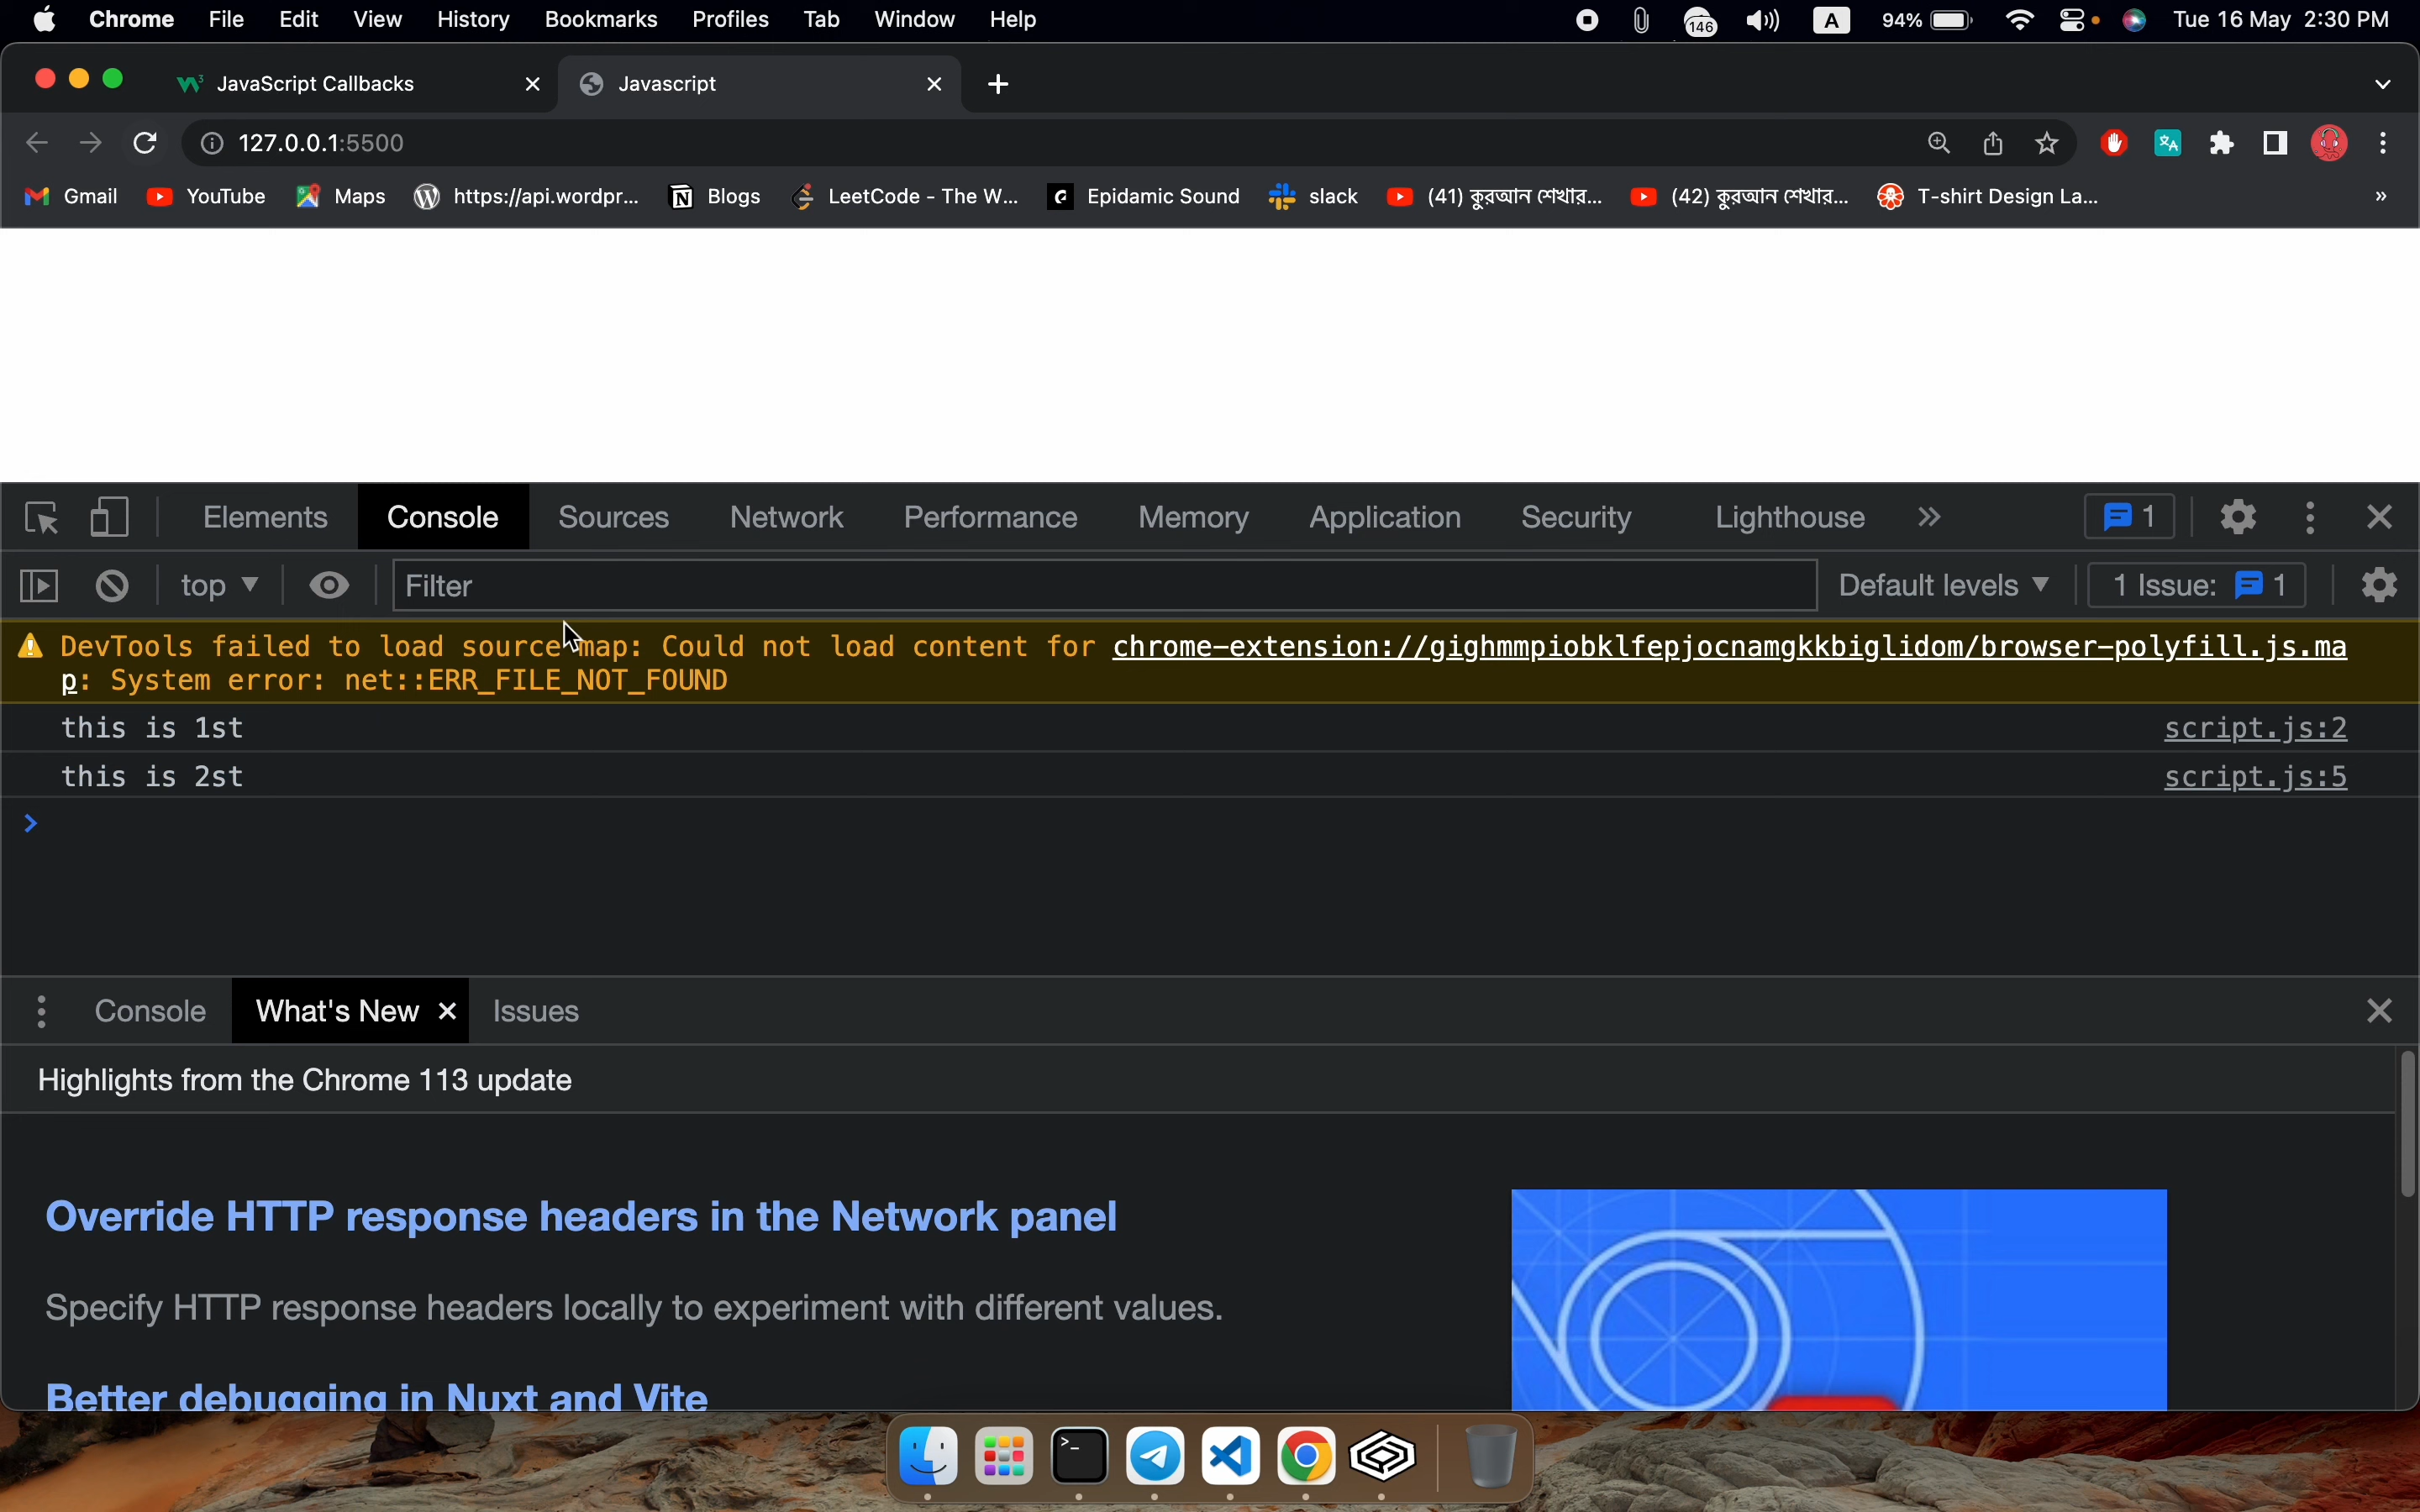 Chrome File Edit View History Bookmarks Profiles Tab Window Help 146 A 94% Tue 16 May 2:30 PM
JavaScript Callbacks Javascript
127.0.0.1:5500
Gmail YouTube Maps https://api.wordpr... Blogs LeetCode - The W... Epidamic Sound slack (41) কুরআন শেখার... (42) কুরআন শেখার... T-shirt Design La... »
Elements Console Sources Network Performance Memory Application Security Lighthouse 1
top Filter Default levels 1 Issue: 1
DevTools failed to load source map: Could not load content for chrome-extension://gighmmpiobklfepjocnamgkkbiglidom/browser-polyfill.js.ma
p: System error: net::ERR_FILE_NOT_FOUND
this is 1st script.js:2
this is 2st script.js:5
Console What's New Issues
Highlights from the Chrome 113 update
Override HTTP response headers in the Network panel
Specify HTTP response headers locally to experiment with different values.
Better debugging in Nuxt and Vite